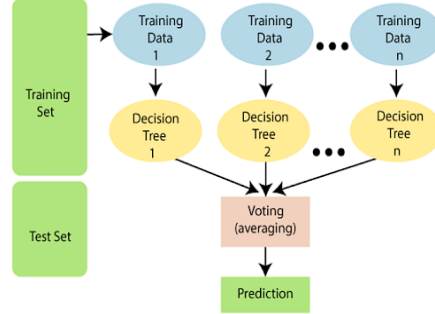 Training
Set
Test Set
Training
Data
1
Training
Data
2
Training
Data
n
Decision
Tree
1
Decision
Tree
2
Decision
Tree
n
Voting
(averaging)
Prediction